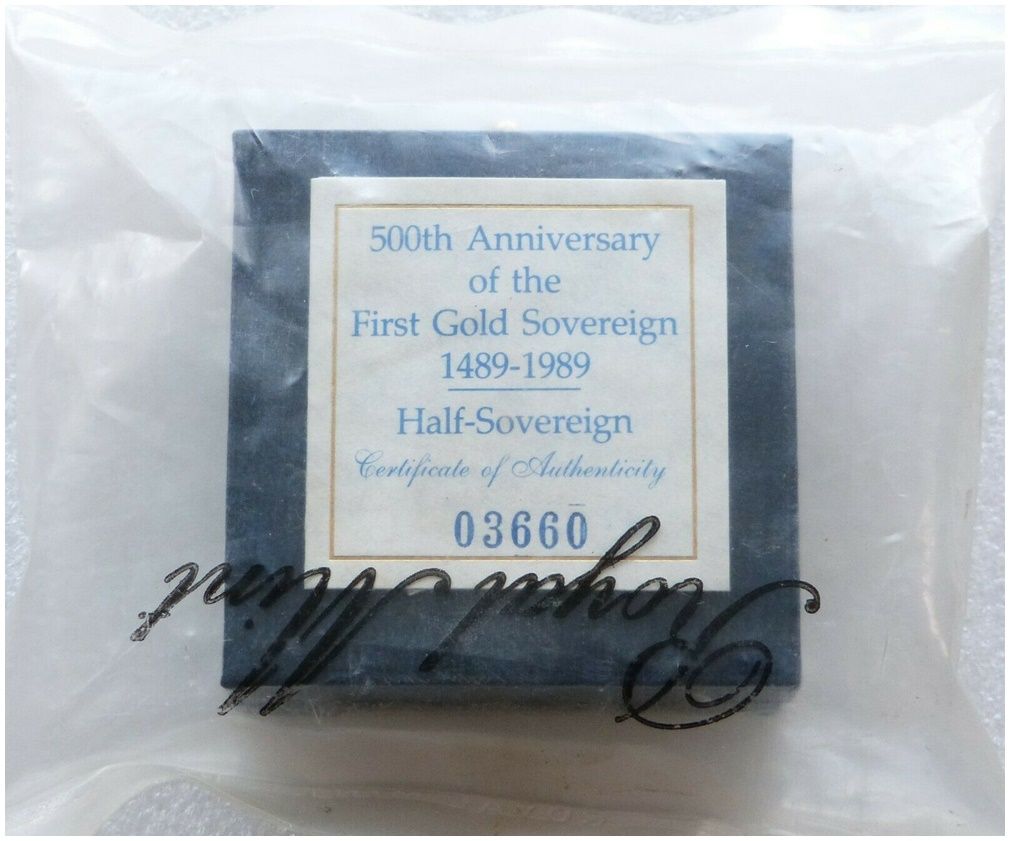 500th Anniversary
of the
First Gold Sovereign
1489-1989
Half-Sovereign
Certificate of Authenticity
03660
Royal Mint